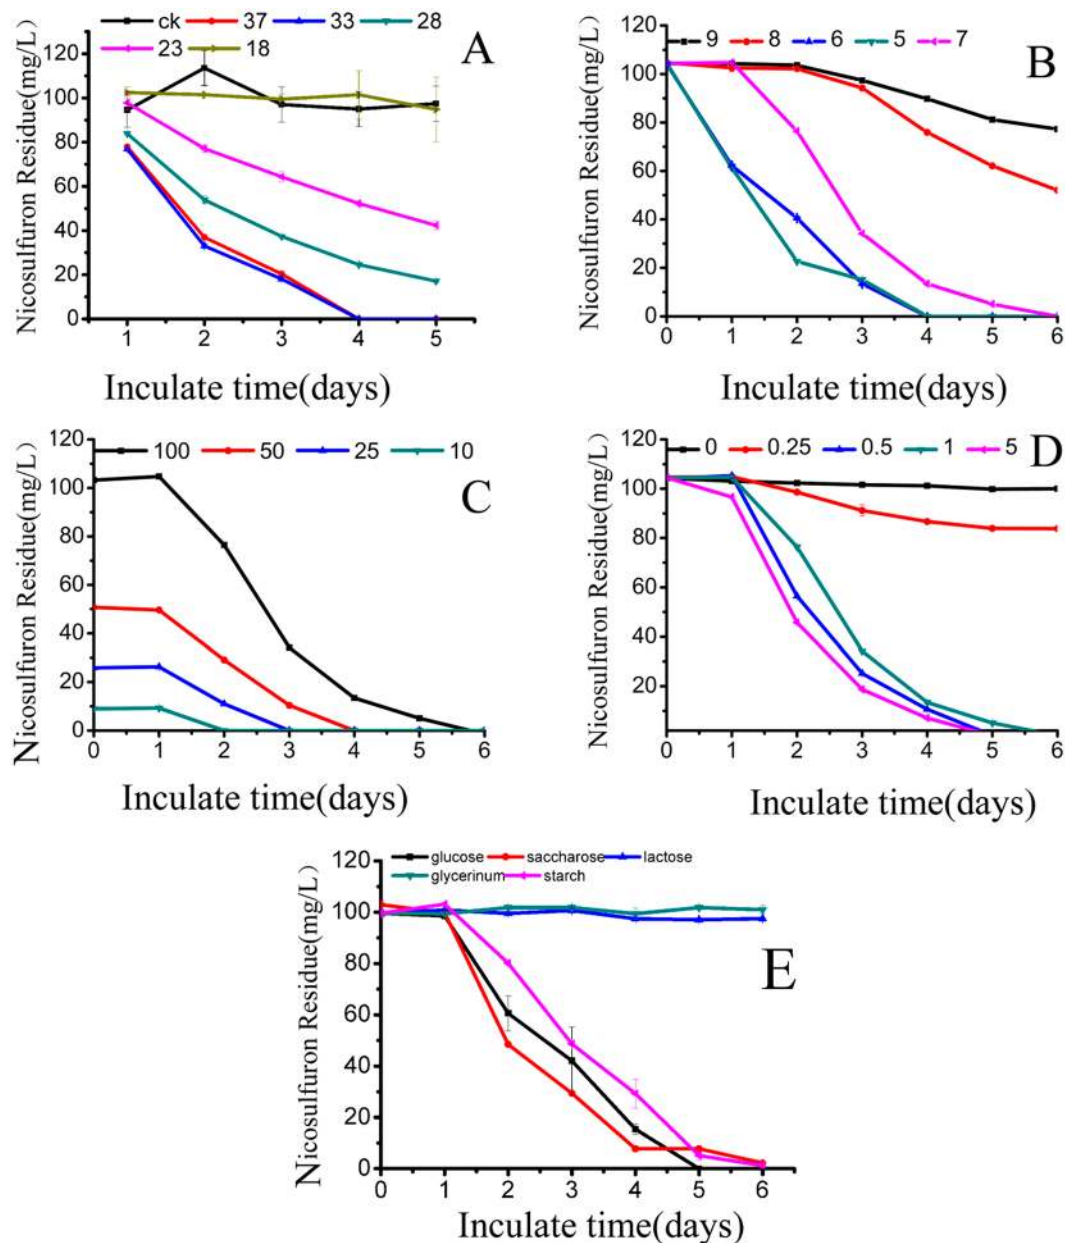 ck 37 33 28
23 18
A
Nicosulfuron Residue(mg/L)
120
100
80
60
40
20
0
1 2 3 4 5
Inculate time(days)
9 8 6 5 7
B
Nicosulfuron Residue(mg/L)
120
100
80
60
40
20
0
0 1 2 3 4 5 6
Inculate time(days)
100 50 25 10
C
Nicosulfuron Residue(mg/L)
120
100
80
60
40
20
0
0 1 2 3 4 5 6
Inculate time(days)
0 0.25 0.5 1 5
D
Nicosulfuron Residue(mg/L)
120
100
80
60
40
20
0 1 2 3 4 5 6
Inculate time(days)
glucose saccharose lactose
glycerinum starch
E
Nicosulfuron Residue(mg/L)
120
100
80
60
40
20
0
0 1 2 3 4 5 6
Inculate time(days)